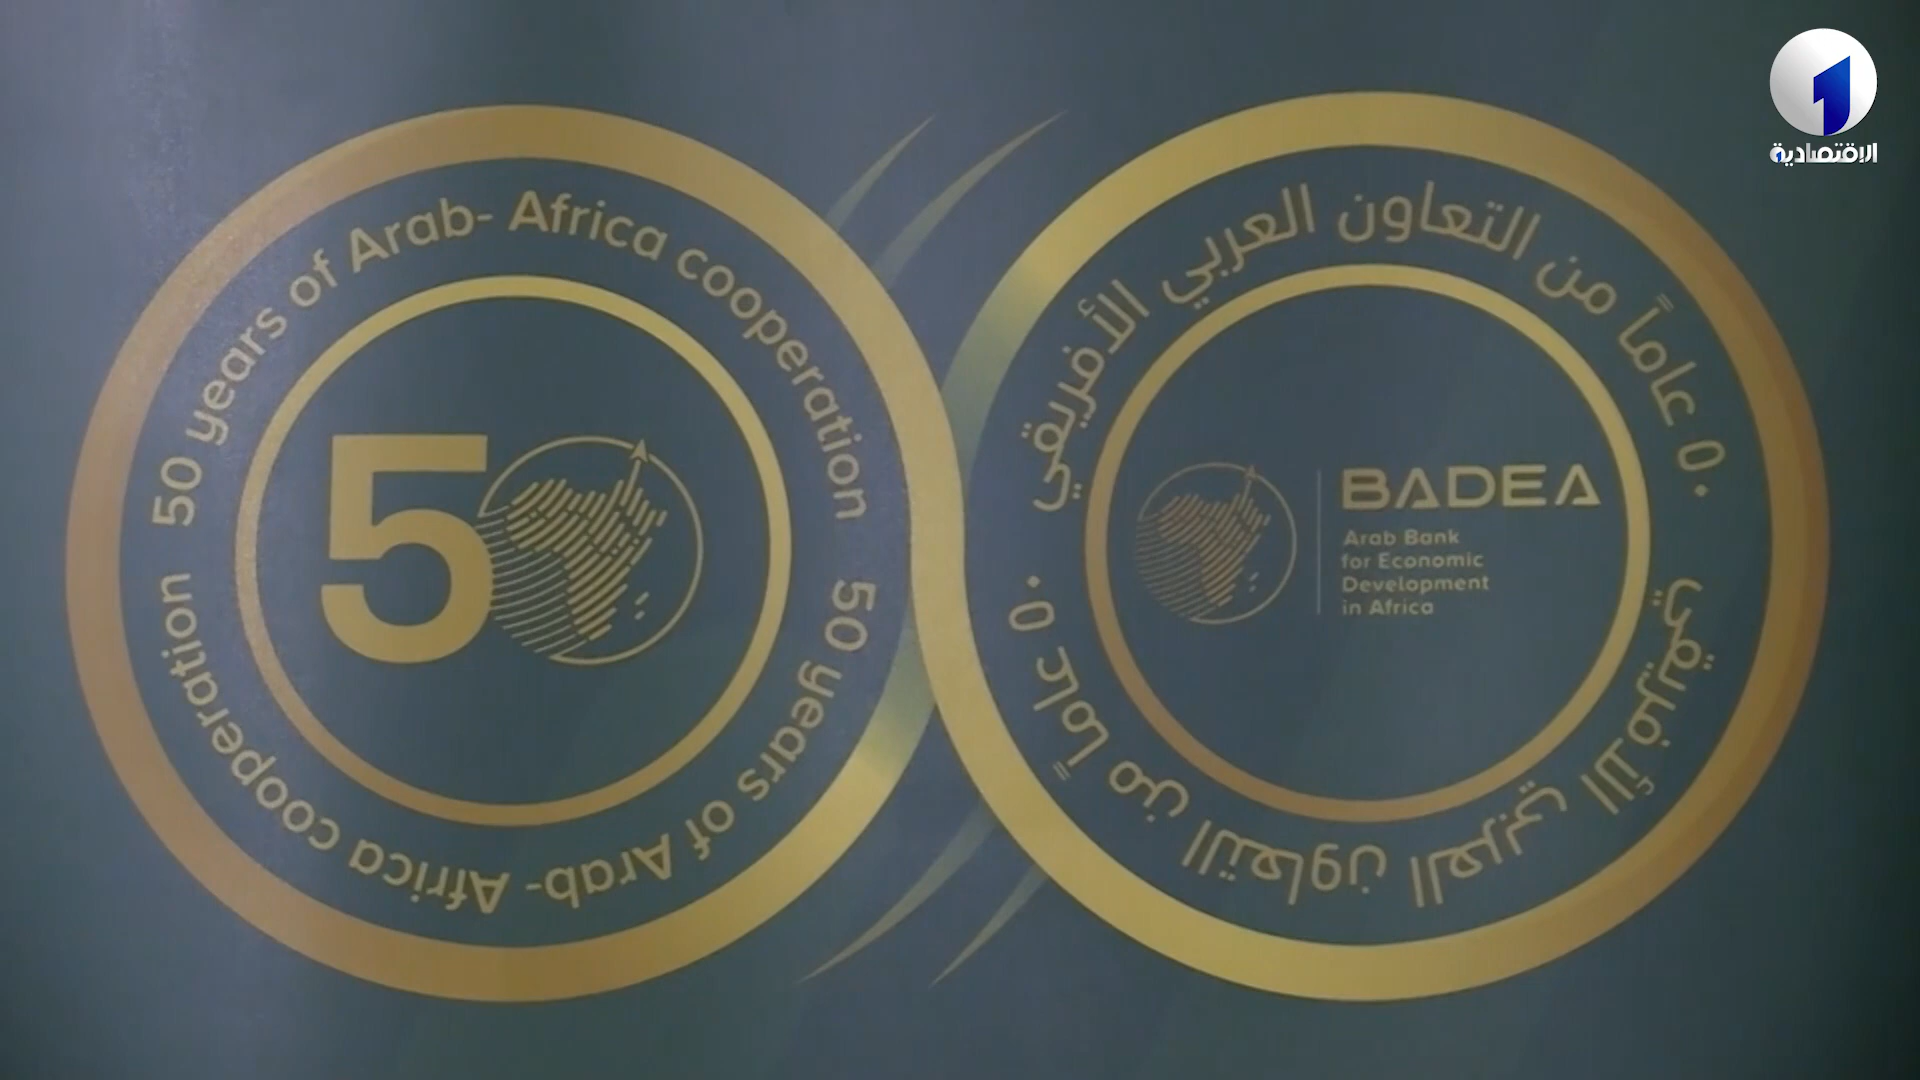 الاقتصادية
50 years of Arab- Africa cooperation
50 years of Arab- Africa cooperation
50
٥٠ عاماً من التعاون العربي الأفريقي
٥٠ عاماً من التعاون العربي الأفريقي
BADEA
Arab Bank
for Economic
Development
in Africa